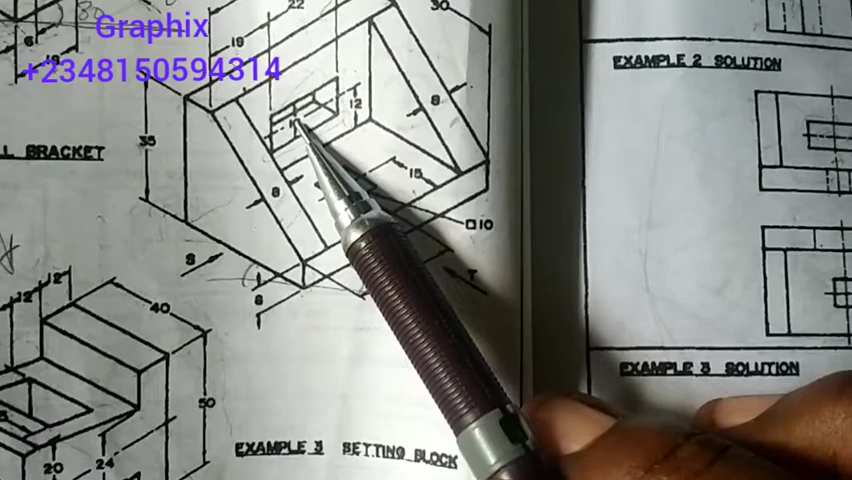 Graphix
+2348150594314
22
30
19
8
12
35
L BRACKET
15
8
□10
S
T
6
12
12
40
50
20
24
EXAMPLE 3 SETTING BLOCK
EXAMPLE 2 SOLUTION
EXAMPLE 3 SOLUTION